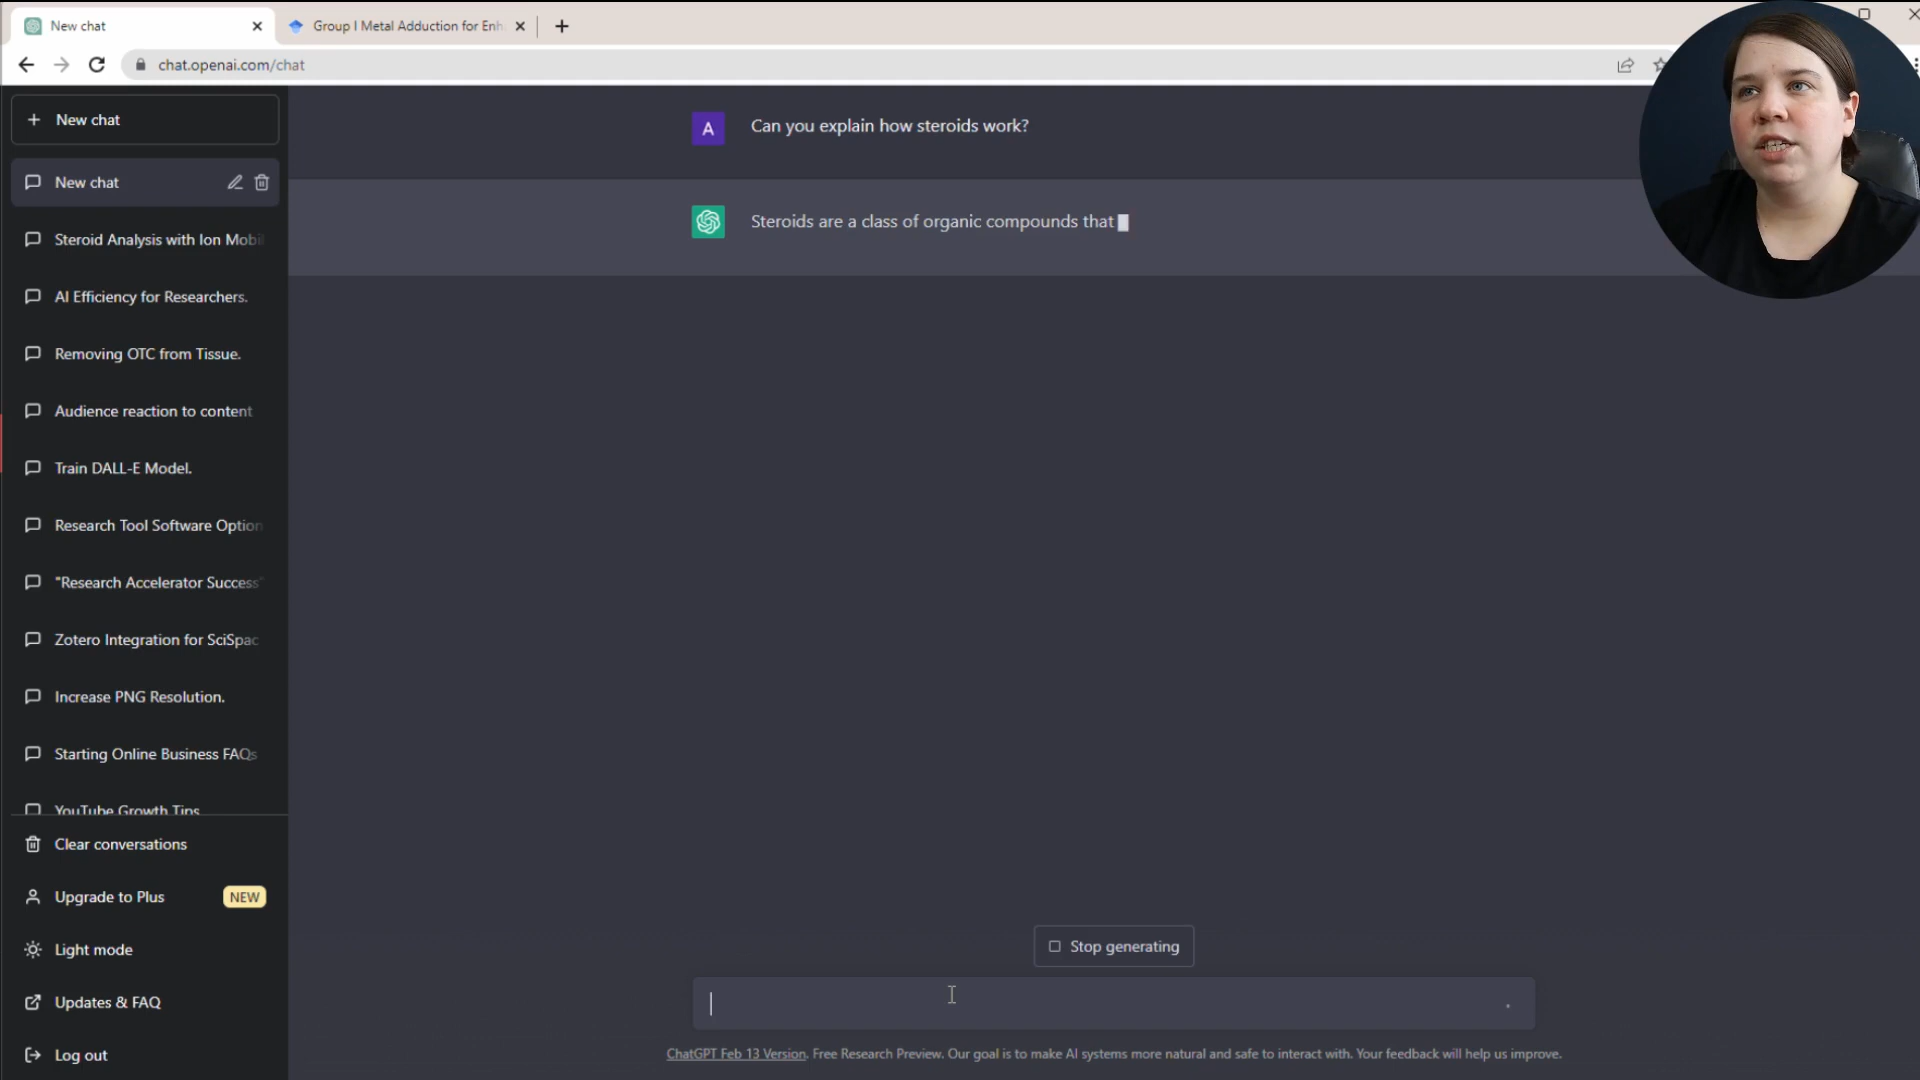 New chat
Group I Metal Adduction for Enh
chat.openai.com/chat
New chat
New chat
Steroid Analysis with Ion Mobil
AI Efficiency for Researchers.
Removing OTC from Tissue.
Audience reaction to content
Train DALL-E Model.
Research Tool Software Option
"Research Accelerator Success"
Zotero Integration for SciSpac
Increase PNG Resolution.
Starting Online Business FAQs
YouTube Growth Tips
Clear conversations
Upgrade to Plus NEW
Light mode
Updates & FAQ
Log out
A Can you explain how steroids work?
Steroids are a class of organic compounds that
Stop generating
ChatGPT Feb 13 Version. Free Research Preview. Our goal is to make AI systems more natural and safe to interact with. Your feedback will help us improve.